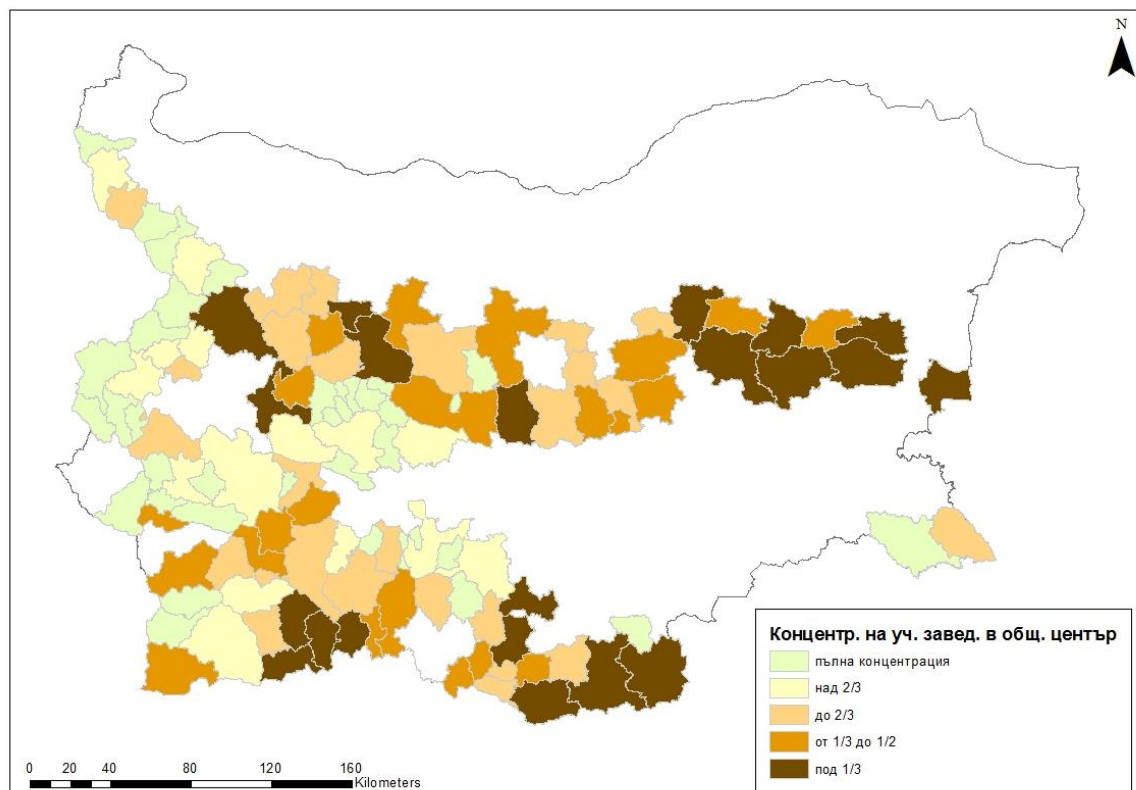 N
Концентр. на уч. завед. в общ. център
пълна концентрация
над 2/3
до 2/3
от 1/3 до 1/2
под 1/3
0 20 40 80 120 160
Kilometers